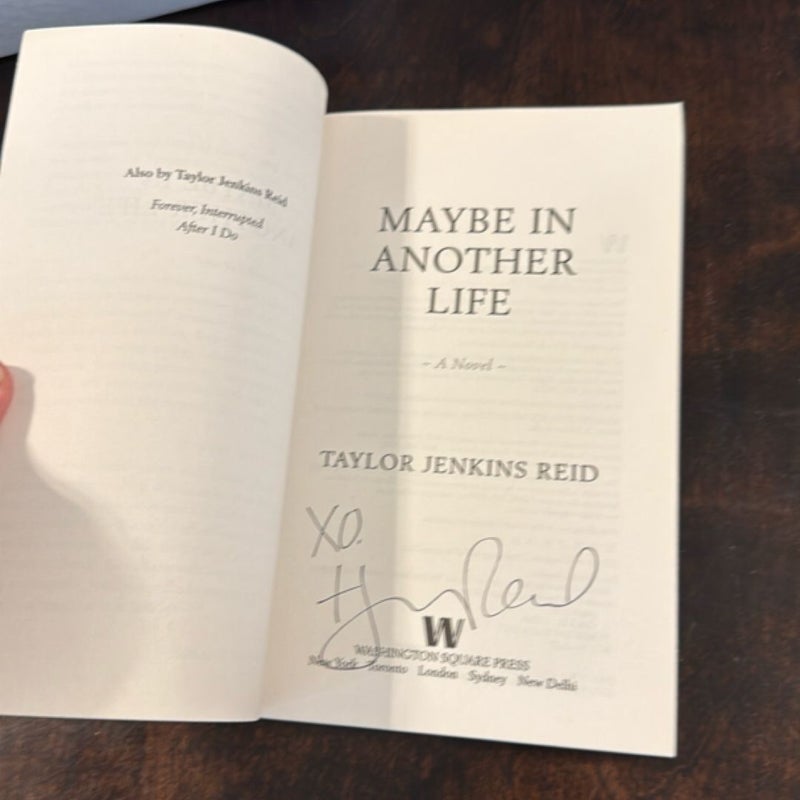 Also by Taylor Jenkins Reid
Forever, Interrupted
After I Do
MAYBE IN
ANOTHER
LIFE
– A Novel –
TAYLOR JENKINS REID
XO.
Reid
W
WASHINGTON SQUARE PRESS
New York Toronto London Sydney New Delhi